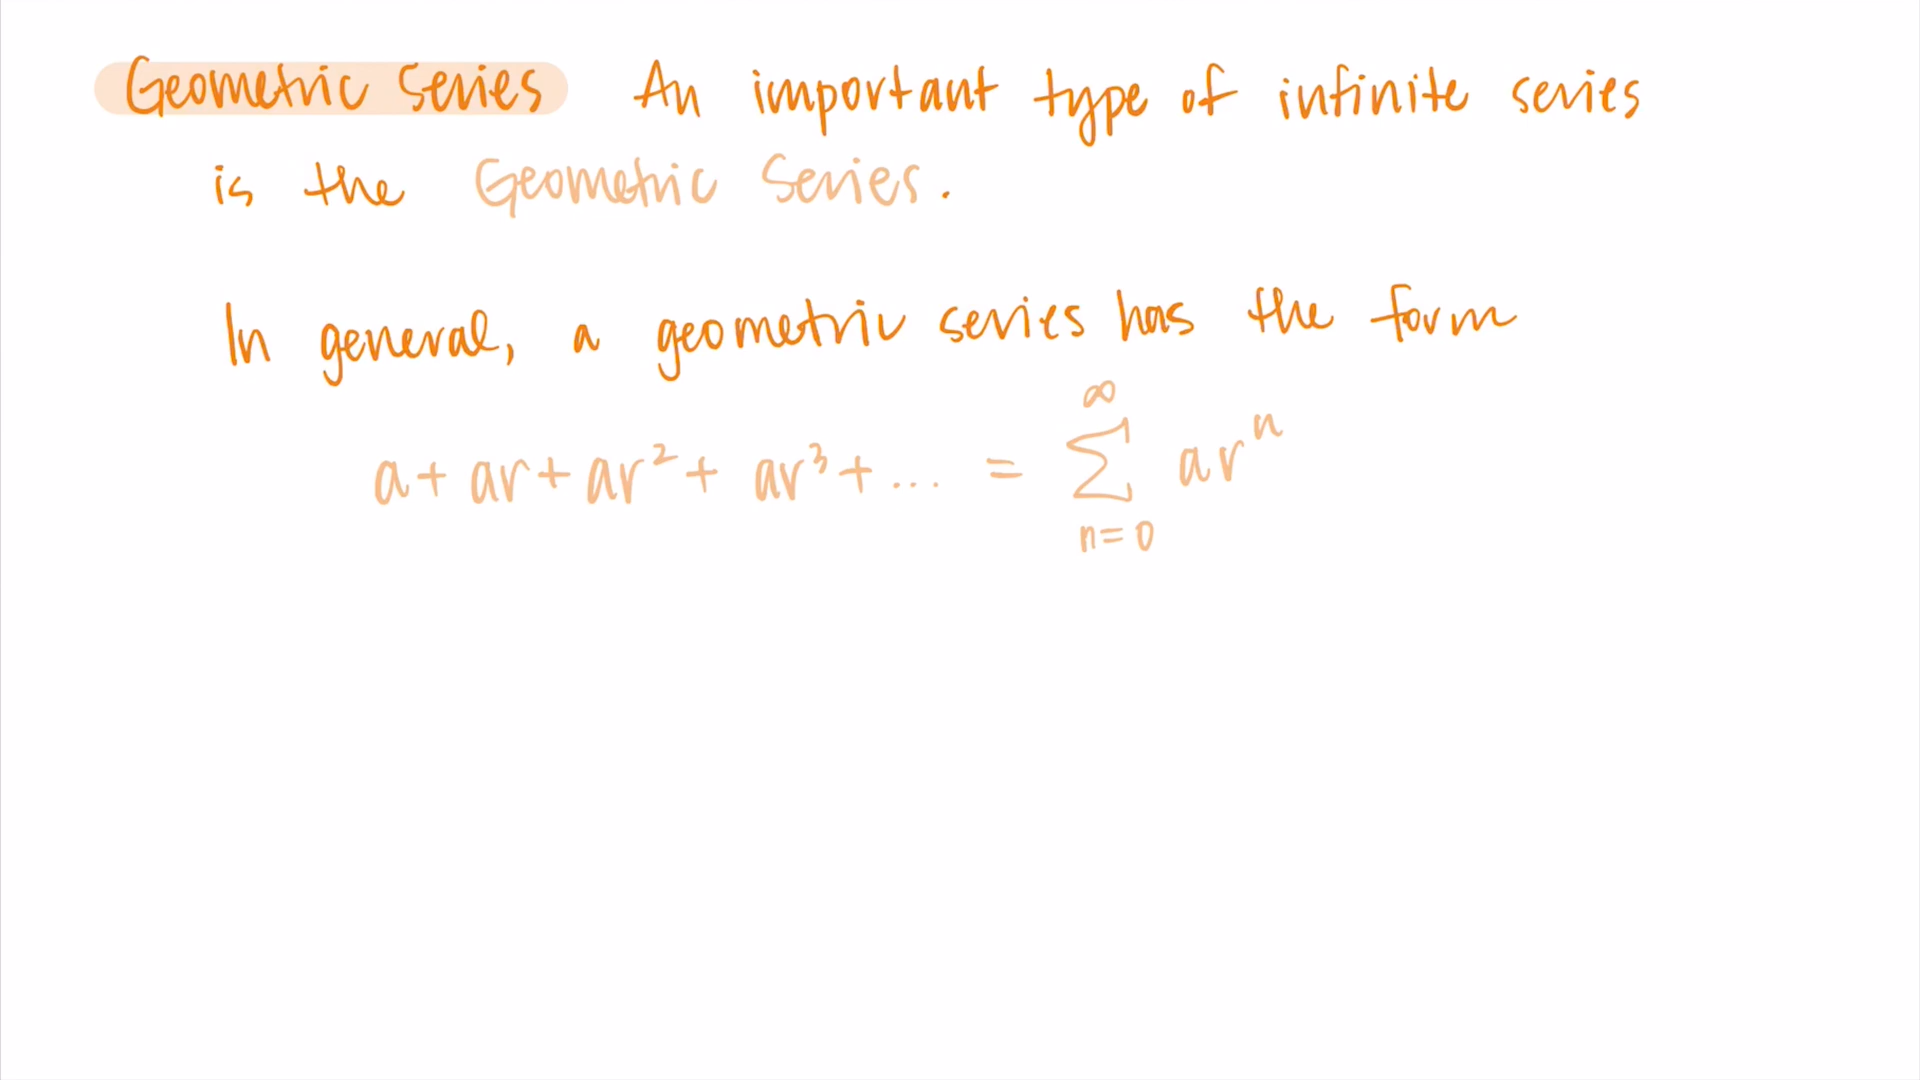 Geometric Series An important type of infinite series
is the Geometric Series.
In general, a geometric series has the form
a + ar + ar² + ar³ + ... = ∑_{n=0}^{∞} arⁿ